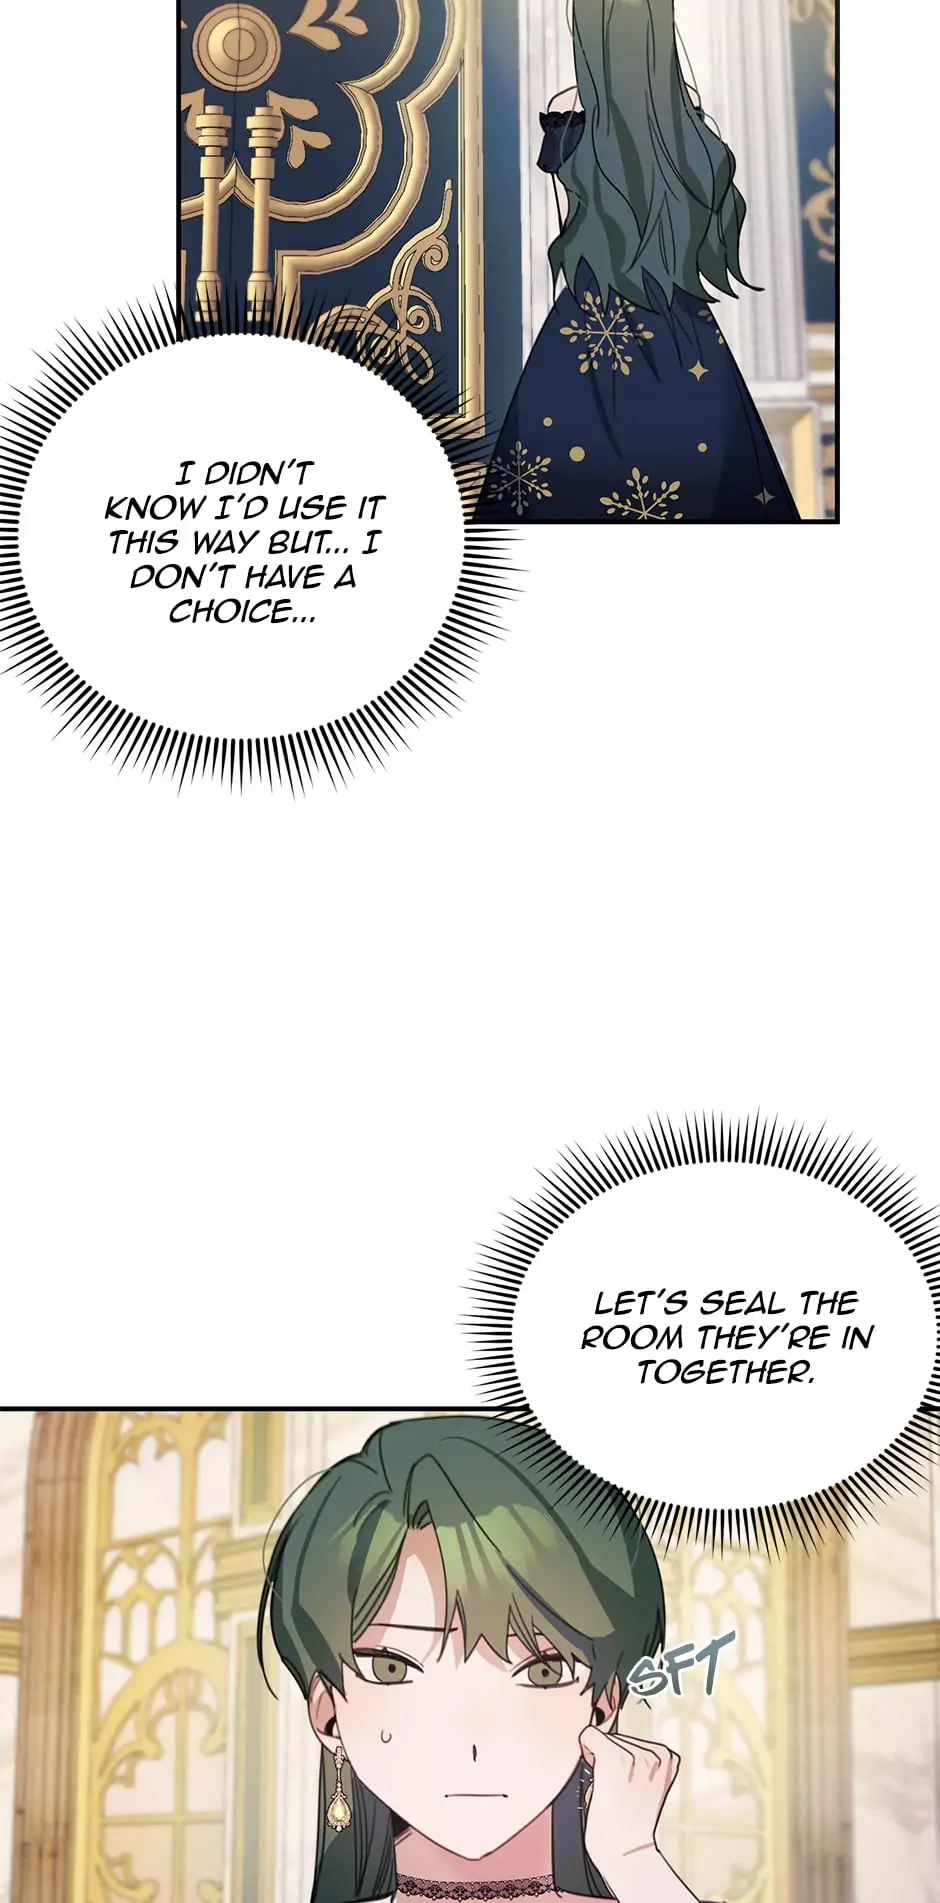 I DIDN'T
KNOW I'D USE IT
THIS WAY BUT... I
DON'T HAVE A
CHOICE...
LET'S SEAL THE
ROOM THEY'RE IN
TOGETHER.
SFT